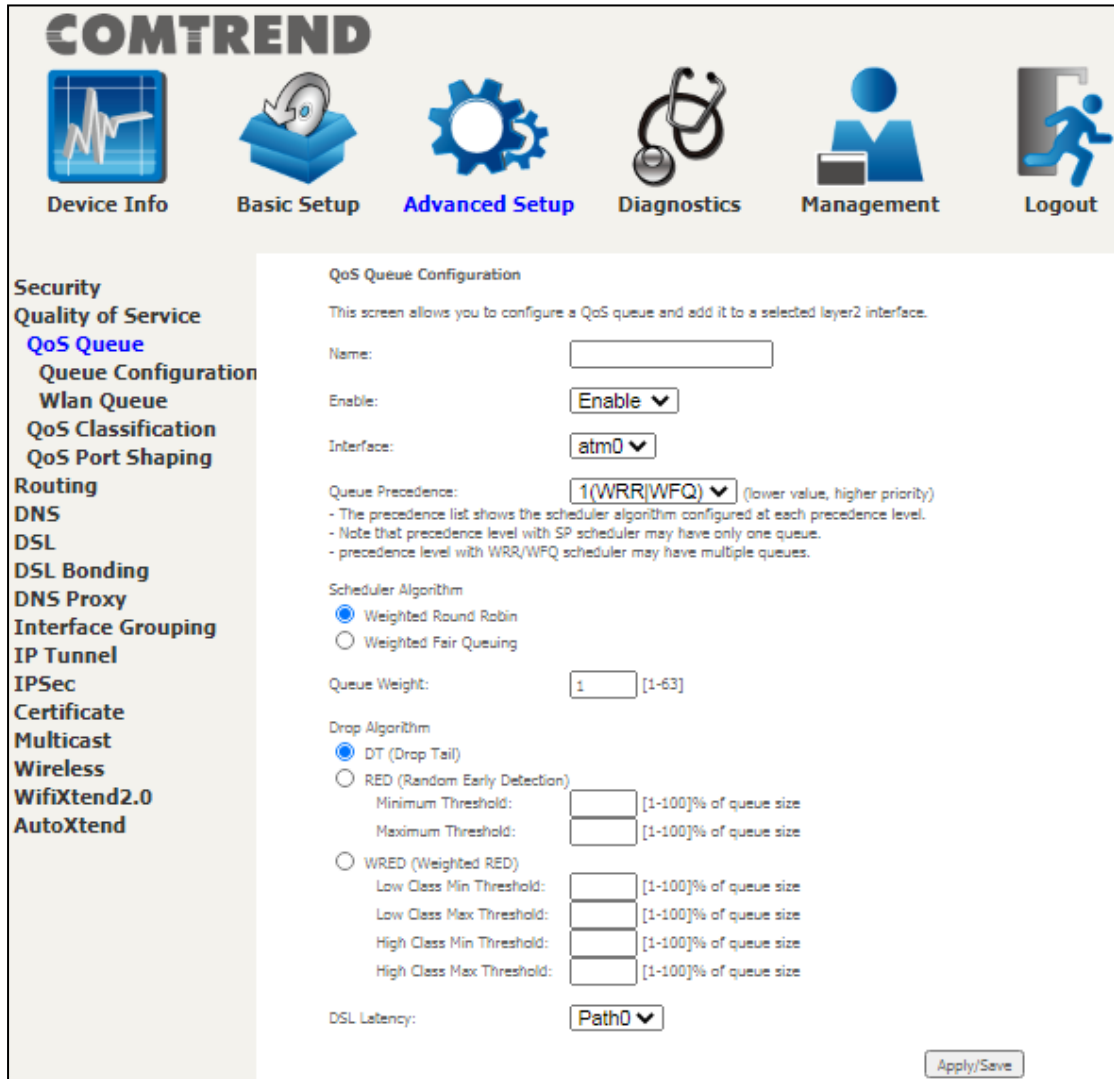 COMTREND
Device Info
Basic Setup
Advanced Setup
Diagnostics
Management
Logout
Security
Quality of Service
QoS Queue
Queue Configuration
Wlan Queue
QoS Classification
QoS Port Shaping
Routing
DNS
DSL
DSL Bonding
DNS Proxy
Interface Grouping
IP Tunnel
IPSec
Certificate
Multicast
Wireless
WifiXtend2.0
AutoXtend
QoS Queue Configuration
This screen allows you to configure a QoS queue and add it to a selected layer2 interface.
Name:
Enable: Enable
Interface: atm0
Queue Precedence: 1(WRR|WFQ) (lower value, higher priority)
- The precedence list shows the scheduler algorithm configured at each precedence level.
- Note that precedence level with SP scheduler may have only one queue.
- precedence level with WRR/WFQ scheduler may have multiple queues.
Scheduler Algorithm
Weighted Round Robin
Weighted Fair Queuing
Queue Weight: 1 [1-63]
Drop Algorithm
DT (Drop Tail)
RED (Random Early Detection)
Minimum Threshold: [1-100]% of queue size
Maximum Threshold: [1-100]% of queue size
WRED (Weighted RED)
Low Class Min Threshold: [1-100]% of queue size
Low Class Max Threshold: [1-100]% of queue size
High Class Min Threshold: [1-100]% of queue size
High Class Max Threshold: [1-100]% of queue size
DSL Latency: Path0
Apply/Save